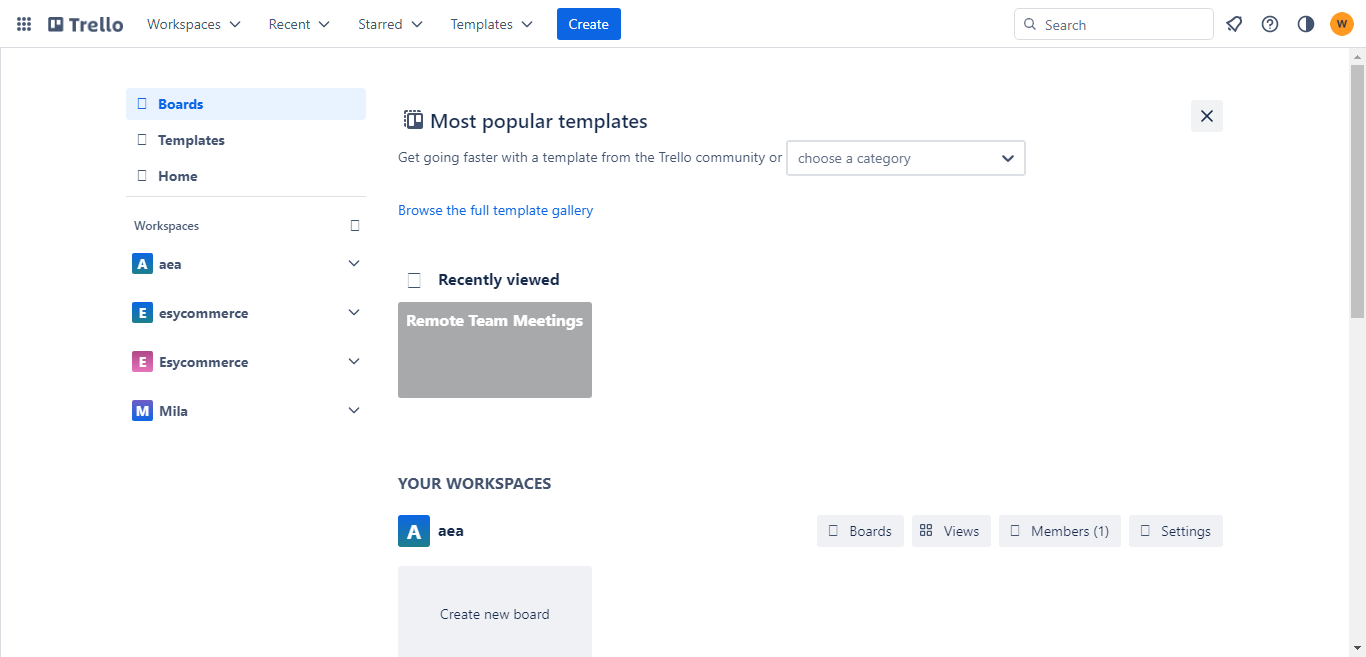 Trello Workspaces Recent Starred Templates Create Search W
Boards
Templates
Home
Workspaces
A aea
E esycommerce
E Esycommerce
M Mila
Most popular templates
Get going faster with a template from the Trello community or choose a category
Browse the full template gallery
Recently viewed
Remote Team Meetings
YOUR WORKSPACES
A aea Boards Views Members (1) Settings
Create new board